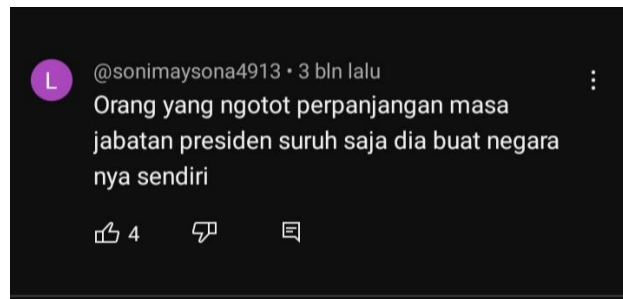 L
@sonimaysona4913 • 3 bln lalu
Orang yang ngotot perpanjangan masa
jabatan presiden suruh saja dia buat negara
nya sendiri
4